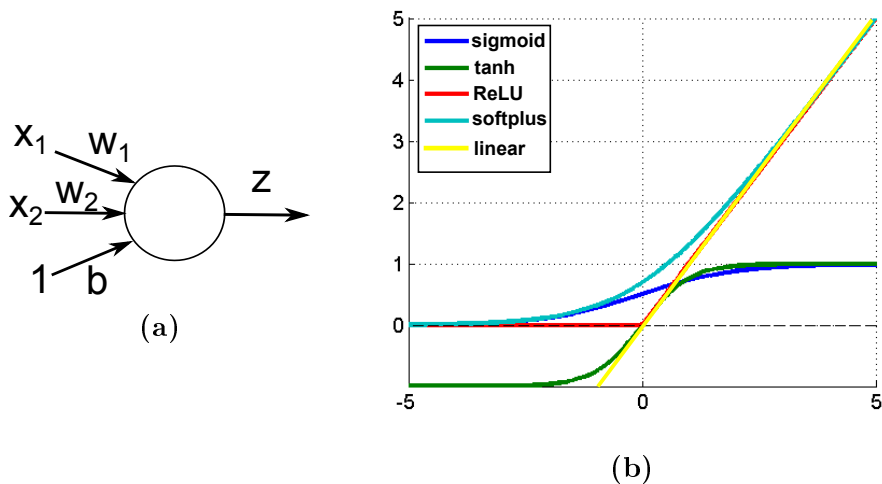 x₁
w₁
x₂
w₂
1
b
z
(a)
5
4
3
2
1
0
-5
0
5
sigmoid
tanh
ReLU
softplus
linear
(b)